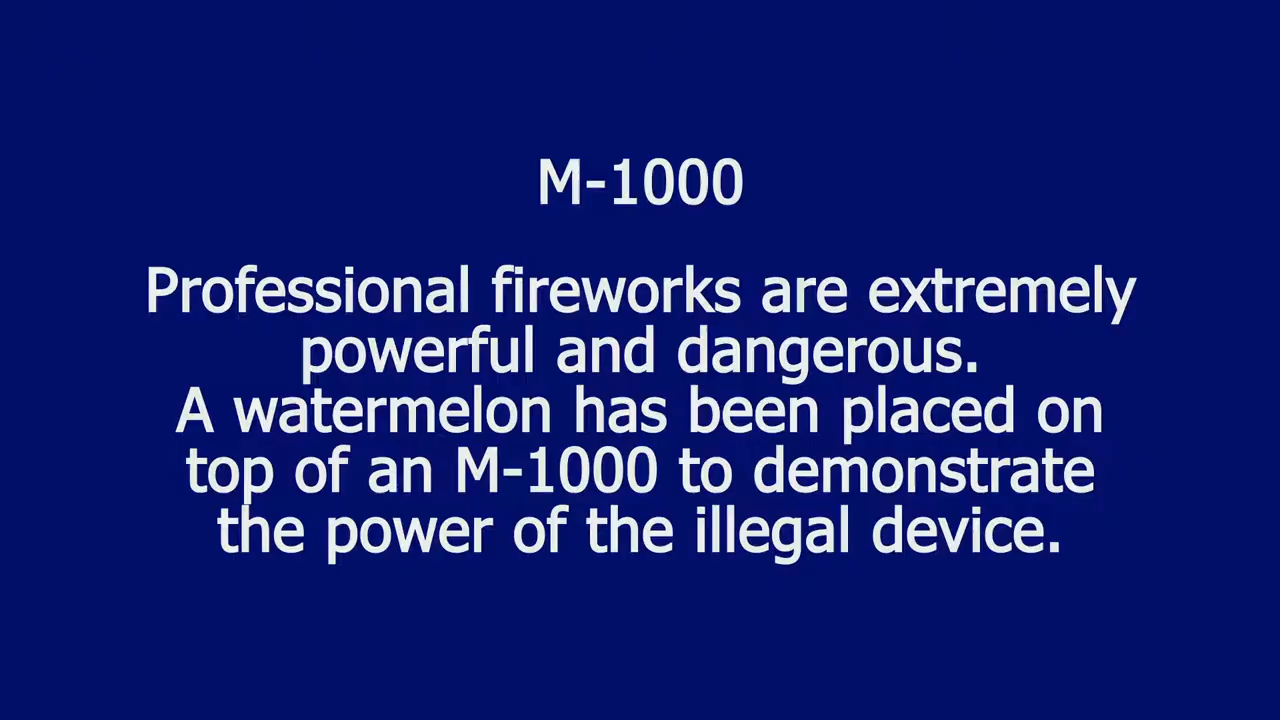 M-1000
Professional fireworks are extremely
powerful and dangerous.
A watermelon has been placed on
top of an M-1000 to demonstrate
the power of the illegal device.